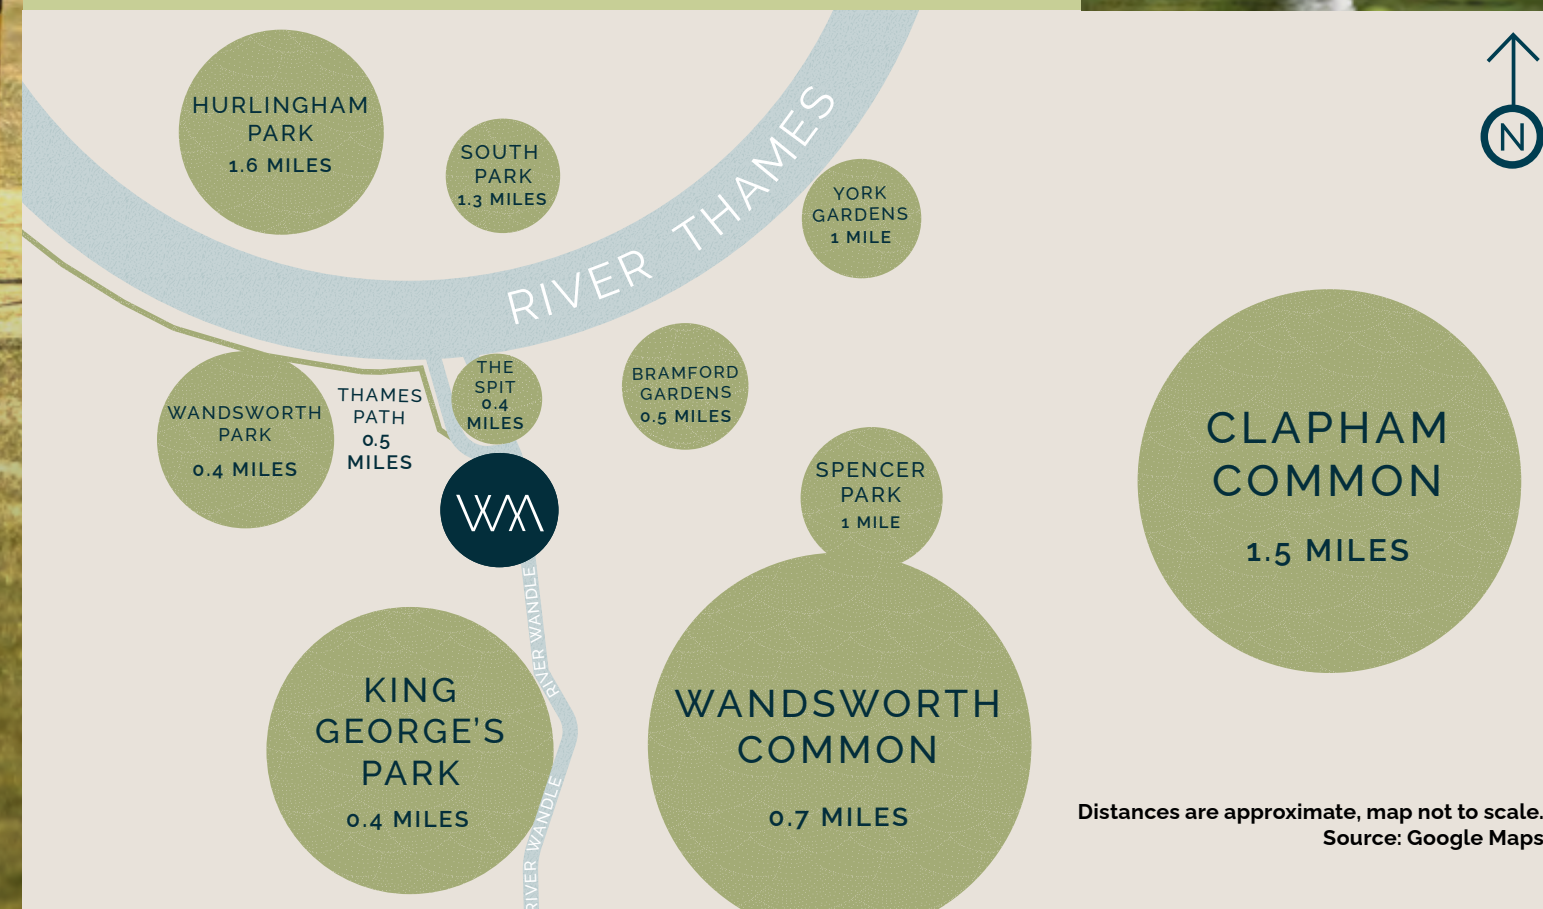 HURLINGHAM
PARK
1.6 MILES
SOUTH
PARK
1.3 MILES
RIVER THAMES
YORK
GARDENS
1 MILE
N
THE
SPIT
0.4
MILES
BRAMFORD
GARDENS
0.5 MILES
WANDSWORTH
PARK
0.4 MILES
THAMES
PATH
0.5
MILES
WM
SPENCER
PARK
1 MILE
CLAPHAM
COMMON
1.5 MILES
RIVER WANDLE
KING
GEORGE'S
PARK
0.4 MILES
WANDSWORTH
COMMON
0.7 MILES
RIVER WANDLE
Distances are approximate, map not to scale.
Source: Google Maps